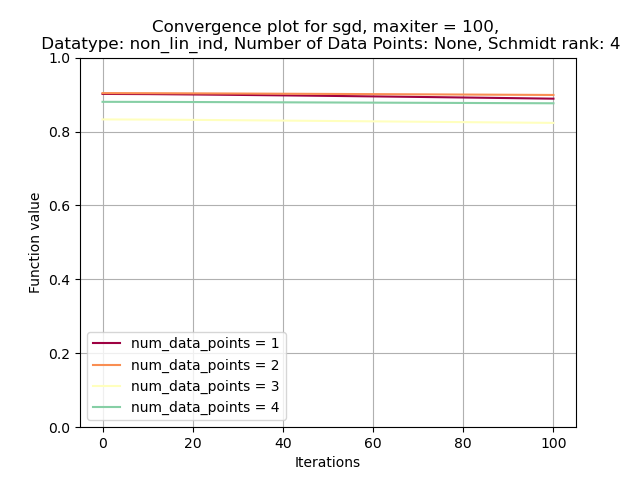 Convergence plot for sgd, maxiter = 100,
Datatype: non_lin_ind, Number of Data Points: None, Schmidt rank: 4
1.0
0.8
0.6
0.4
0.2
0.0
Function value
num_data_points = 1
num_data_points = 2
num_data_points = 3
num_data_points = 4
0 20 40 60 80 100
Iterations